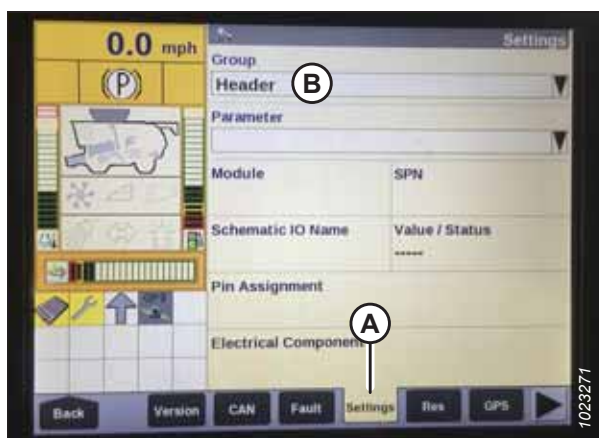 0.0 mph
Settings
Group
(P)
Header
B
Parameter
Module
SPN
Schematic IO Name
Value / Status
-----
Pin Assignment
A
Electrical Component
Back
Version
CAN
Fault
Settings
Res
GPS
1023271